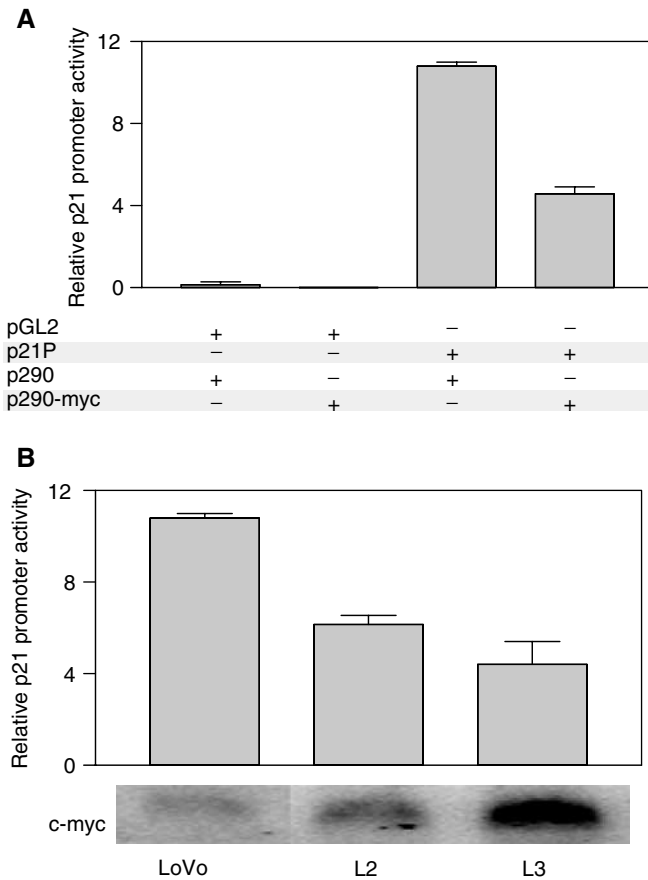 A
Relative p21 promoter activity
12
8
4
0
pGL2 + + – –
p21P – – + +
p290 + – + –
p290-myc – + – +
B
Relative p21 promoter activity
12
8
4
0
c-myc
LoVo L2 L3